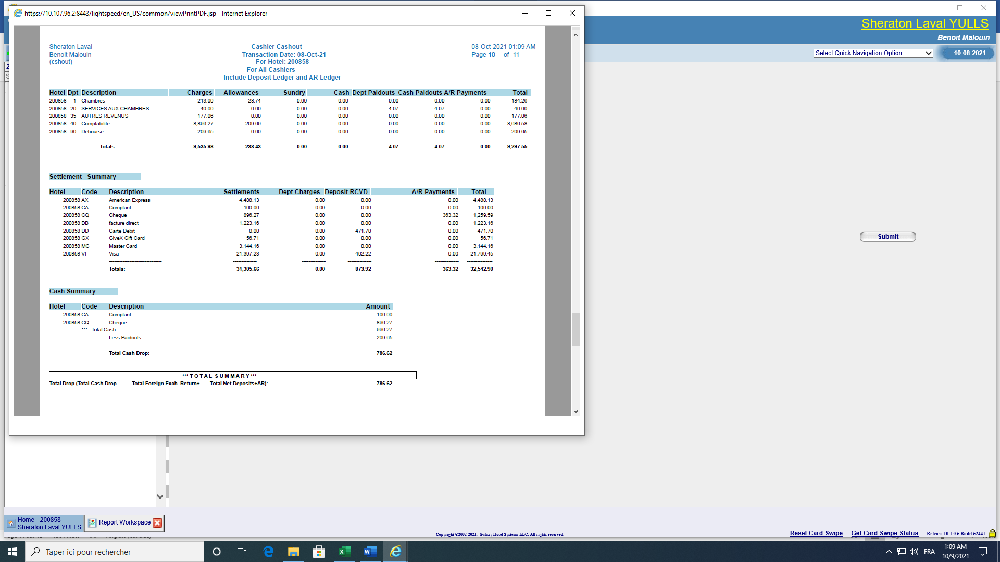 https://10.107.96.2:8443/lightspeed/en_US/common/viewPrintPDF.jsp - Internet Explorer
Sheraton Laval YULLS
Benoit Malouin
Select Quick Navigation Option
10-08-2021
Sheraton Laval Cashier Cashout 08-Oct-2021 01:09 AM
Benoit Malouin Transaction Date: 08-Oct-21 Page 10 of 11
(cshout) For Hotel: 200858
For All Cashiers
Include Deposit Ledger and AR Ledger
Hotel Dpt Description Charges Allowances Sundry Cash Dept Paidouts Cash Paidouts A/R Payments Total
200858 1 Chambres 213.00 28.74- 0.00 0.00 0.00 0.00 0.00 184.26
200858 20 SERVICES AUX CHAMBRES 40.00 0.00 0.00 0.00 4.07 4.07- 0.00 40.00
200858 35 AUTRES REVENUS 177.06 0.00 0.00 0.00 0.00 0.00 0.00 177.06
200858 40 Comptabilite 8,896.27 209.69- 0.00 0.00 0.00 0.00 0.00 8,686.58
200858 90 Debourse 209.65 0.00 0.00 0.00 0.00 0.00 0.00 209.65
Totals: 9,535.98 238.43- 0.00 0.00 4.07 4.07- 0.00 9,297.55
Settlement Summary
Hotel Code Description Settlements Dept Charges Deposit RCVD A/R Payments Total
200858 AX American Express 4,488.13 0.00 0.00 0.00 4,488.13
200858 CA Comptant 100.00 0.00 0.00 0.00 100.00
200858 CQ Cheque 896.27 0.00 0.00 363.32 1,259.59
200858 DB facture direct 1,223.16 0.00 0.00 0.00 1,223.16
200858 DD Carte Debit 0.00 0.00 471.70 0.00 471.70
200858 GX GiveX Gift Card 56.71 0.00 0.00 0.00 56.71
200858 MC Master Card 3,144.16 0.00 0.00 0.00 3,144.16
200858 VI Visa 21,397.23 0.00 402.22 0.00 21,799.45
Totals: 31,305.66 0.00 873.92 363.32 32,542.90
Cash Summary
Hotel Code Description Amount
200858 CA Comptant 100.00
200858 CQ Cheque 896.27
*** Total Cash: 996.27
Less Paidouts 209.65-
Total Cash Drop: 786.62
*** T O T A L S U M M A R Y ***
Total Drop (Total Cash Drop- Total Foreign Exch. Return+ Total Net Deposits+AR): 786.62
Submit
Home - 200858
Sheraton Laval YULLS
Report Workspace
Copyright ©2002-2021. Galaxy Hotel Systems LLC. All rights reserved.
Reset Card Swipe Get Card Swipe Status Release 10.1.0.5 Build 52441
Taper ici pour rechercher
FRA
1:09 AM
10/9/2021